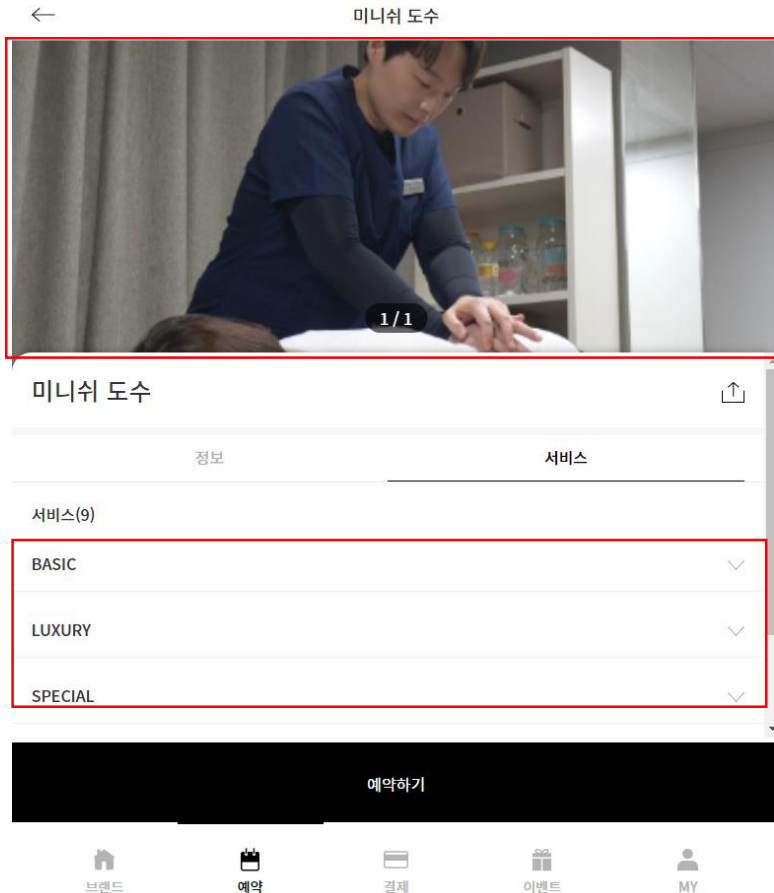 미니쉬 도수
1/1
미니쉬 도수
정보 서비스
서비스(9)
BASIC
LUXURY
SPECIAL
예약하기
브랜드 예약 결제 이벤트 MY